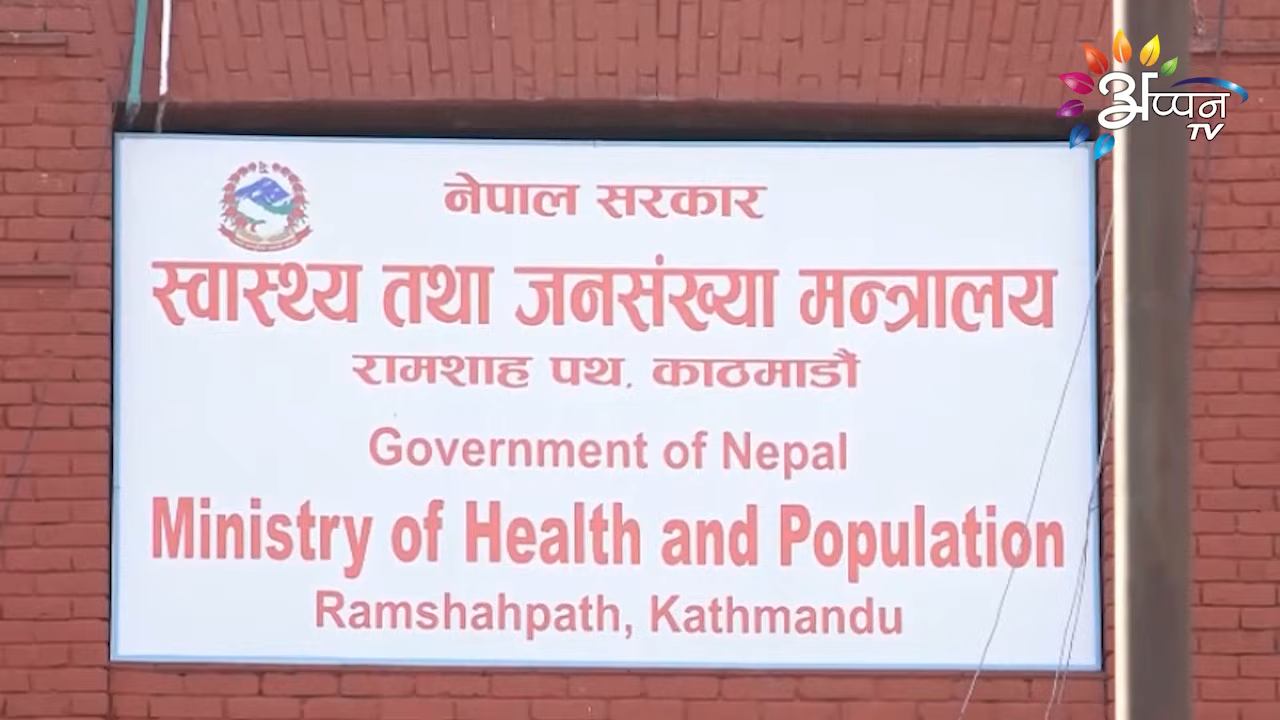 अप्पन
TV
नेपाल सरकार
स्वास्थ्य तथा जनसंख्या मन्त्रालय
रामशाह पथ, काठमाडौं
Government of Nepal
Ministry of Health and Population
Ramshahpath, Kathmandu